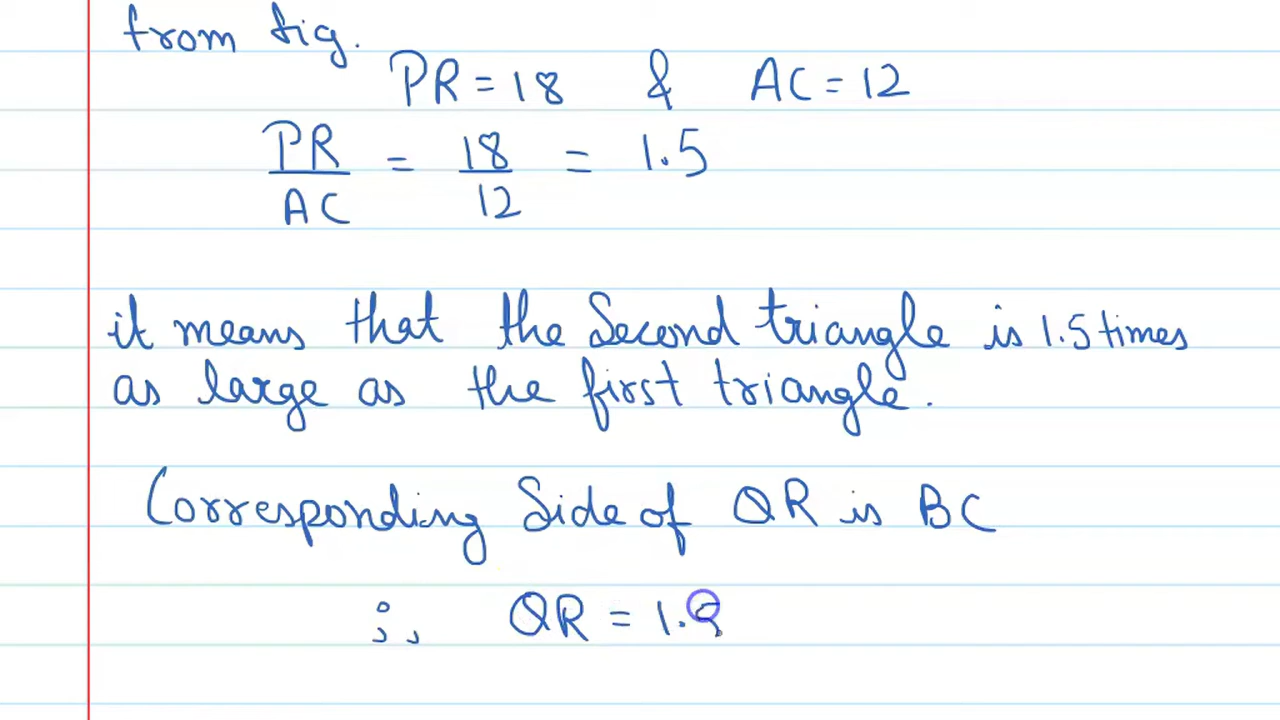 from fig.
PR = 18 & AC = 12
PR/AC = 18/12 = 1.5
it means that the Second triangle is 1.5 times
as large as the first triangle.
Corresponding Side of QR is BC
∴ QR = 1.